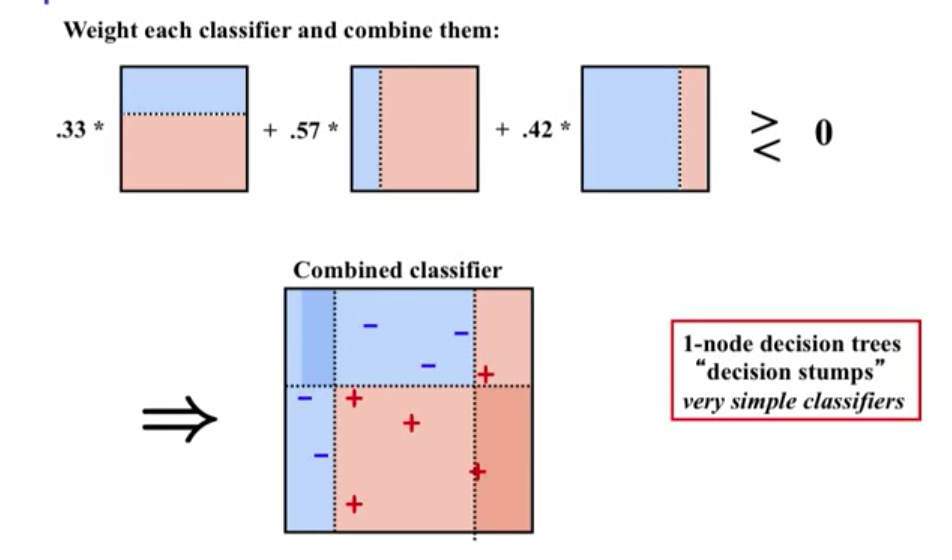 Weight each classifier and combine them:
.33 * + .57 * + .42 * > < 0
Combined classifier
1-node decision trees
“decision stumps”
very simple classifiers